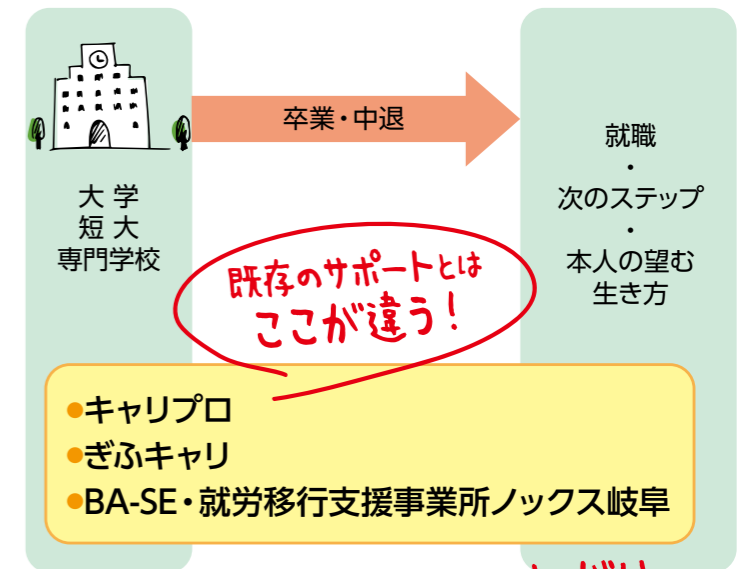 卒業・中退
大学
短大
専門学校
就職
・
次のステップ
・
本人の望む
生き方
既存のサポートとは
ここが違う!
●キャリプロ
●ぎふキャリ
●BA-SE・就労移行支援事業所ノックス岐阜